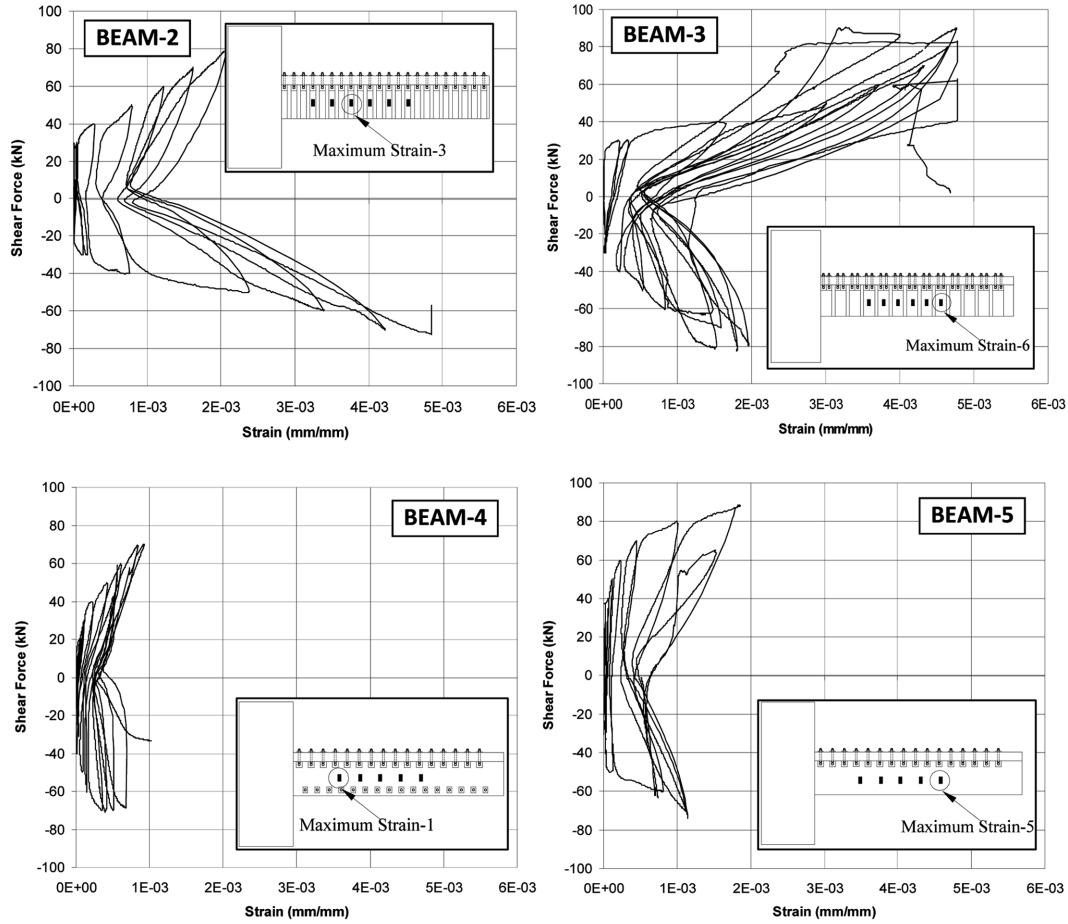 BEAM-2
Shear Force (kN)
100
80
60
40
20
0
-20
-40
-60
-80
-100
0E+00 1E-03 2E-03 3E-03 4E-03 5E-03 6E-03
Strain (mm/mm)
Maximum Strain-3
BEAM-3
Shear Force (kN)
100
80
60
40
20
0
-20
-40
-60
-80
-100
0E+00 1E-03 2E-03 3E-03 4E-03 5E-03 6E-03
Strain (mm/mm)
Maximum Strain-6
BEAM-4
Shear Force (kN)
100
80
60
40
20
0
-20
-40
-60
-80
-100
0E+00 1E-03 2E-03 3E-03 4E-03 5E-03 6E-03
Strain (mm/mm)
Maximum Strain-1
BEAM-5
Shear Force (kN)
100
80
60
40
20
0
-20
-40
-60
-80
-100
0E+00 1E-03 2E-03 3E-03 4E-03 5E-03 6E-03
Strain (mm/mm)
Maximum Strain-5